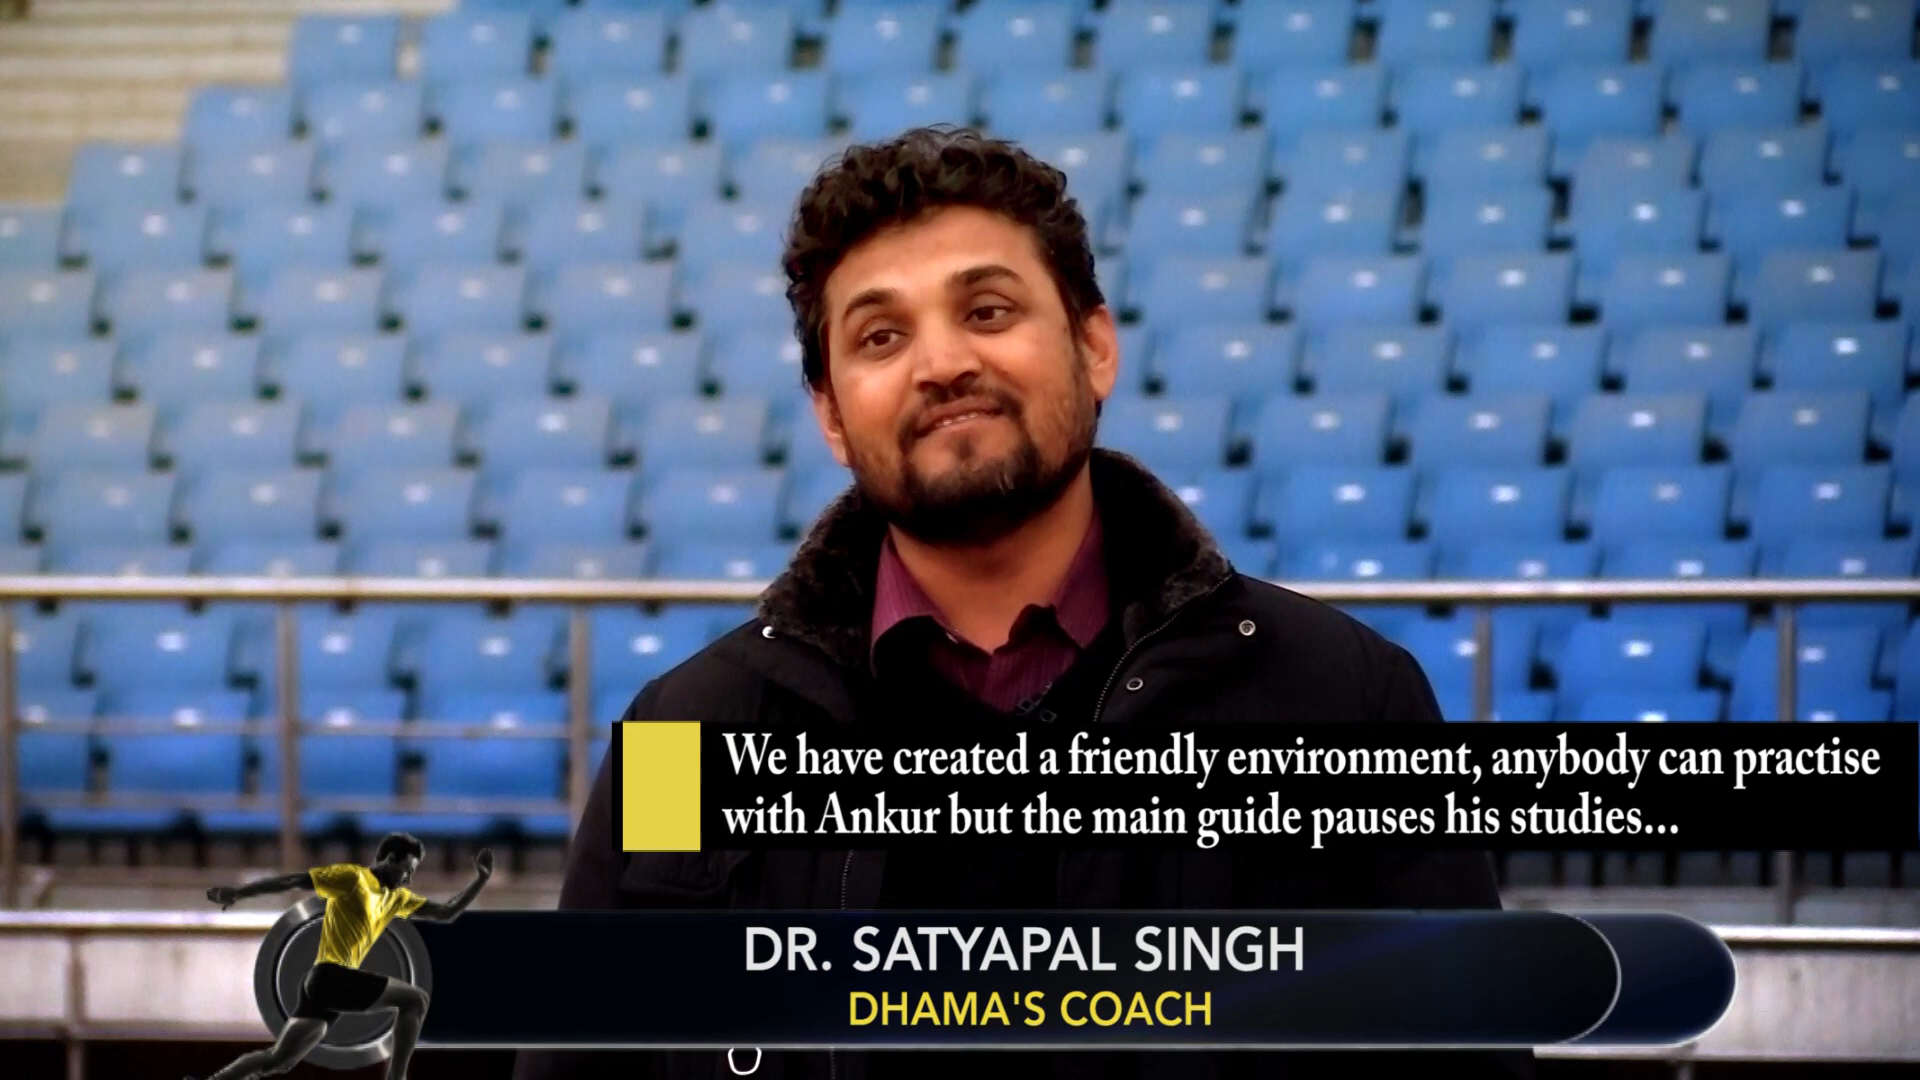 We have created a friendly environment, anybody can practise
with Ankur but the main guide pauses his studies...
DR. SATYAPAL SINGH
DHAMA'S COACH